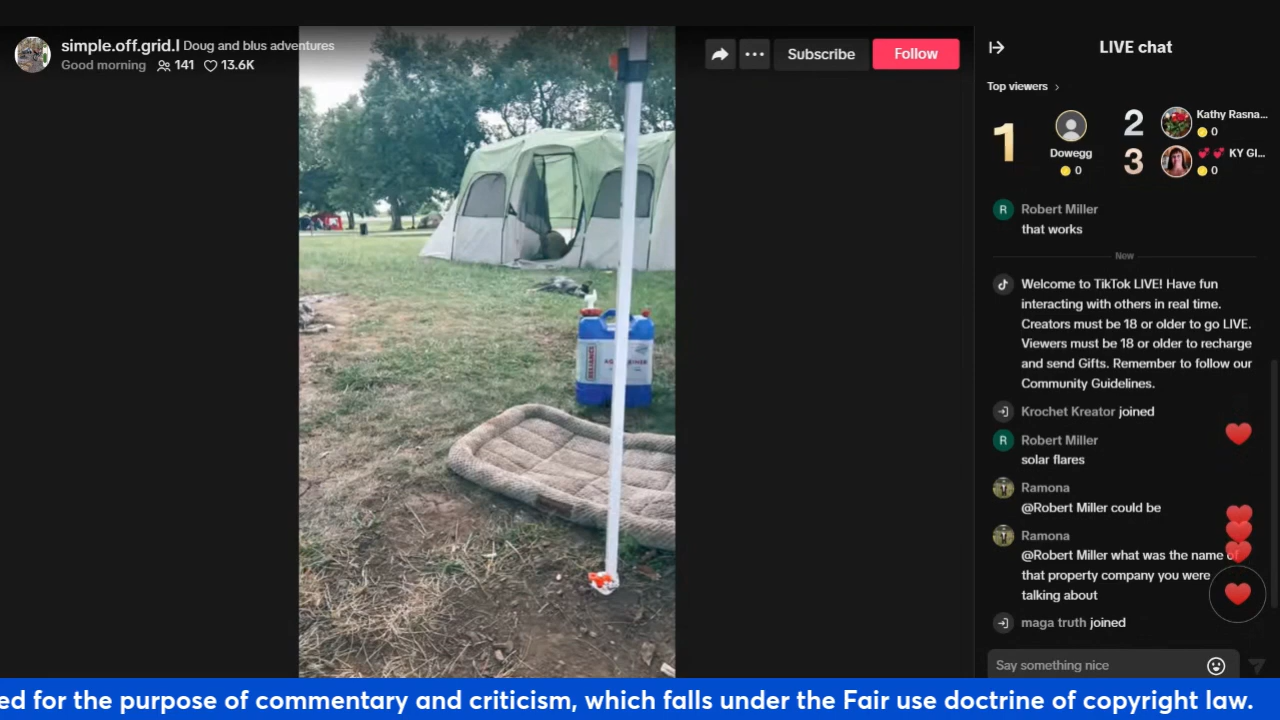 simple.off.grid.l Doug and blus adventures
Good morning 141 13.6K
Subscribe
Follow
LIVE chat
Top viewers
1
Dowegg
0
2
Kathy Rasna...
0
3
KY GI...
0
Robert Miller
that works
Now
Welcome to TikTok LIVE! Have fun
interacting with others in real time.
Creators must be 18 or older to go LIVE.
Viewers must be 18 or older to recharge
and send Gifts. Remember to follow our
Community Guidelines.
Krochet Kreator joined
R
Robert Miller
solar flares
Ramona
@Robert Miller could be
Ramona
@Robert Miller what was the name of
that property company you were
talking about
maga truth joined
Say something nice
RELIANCE
ed for the purpose of commentary and criticism, which falls under the Fair use doctrine of copyright law.